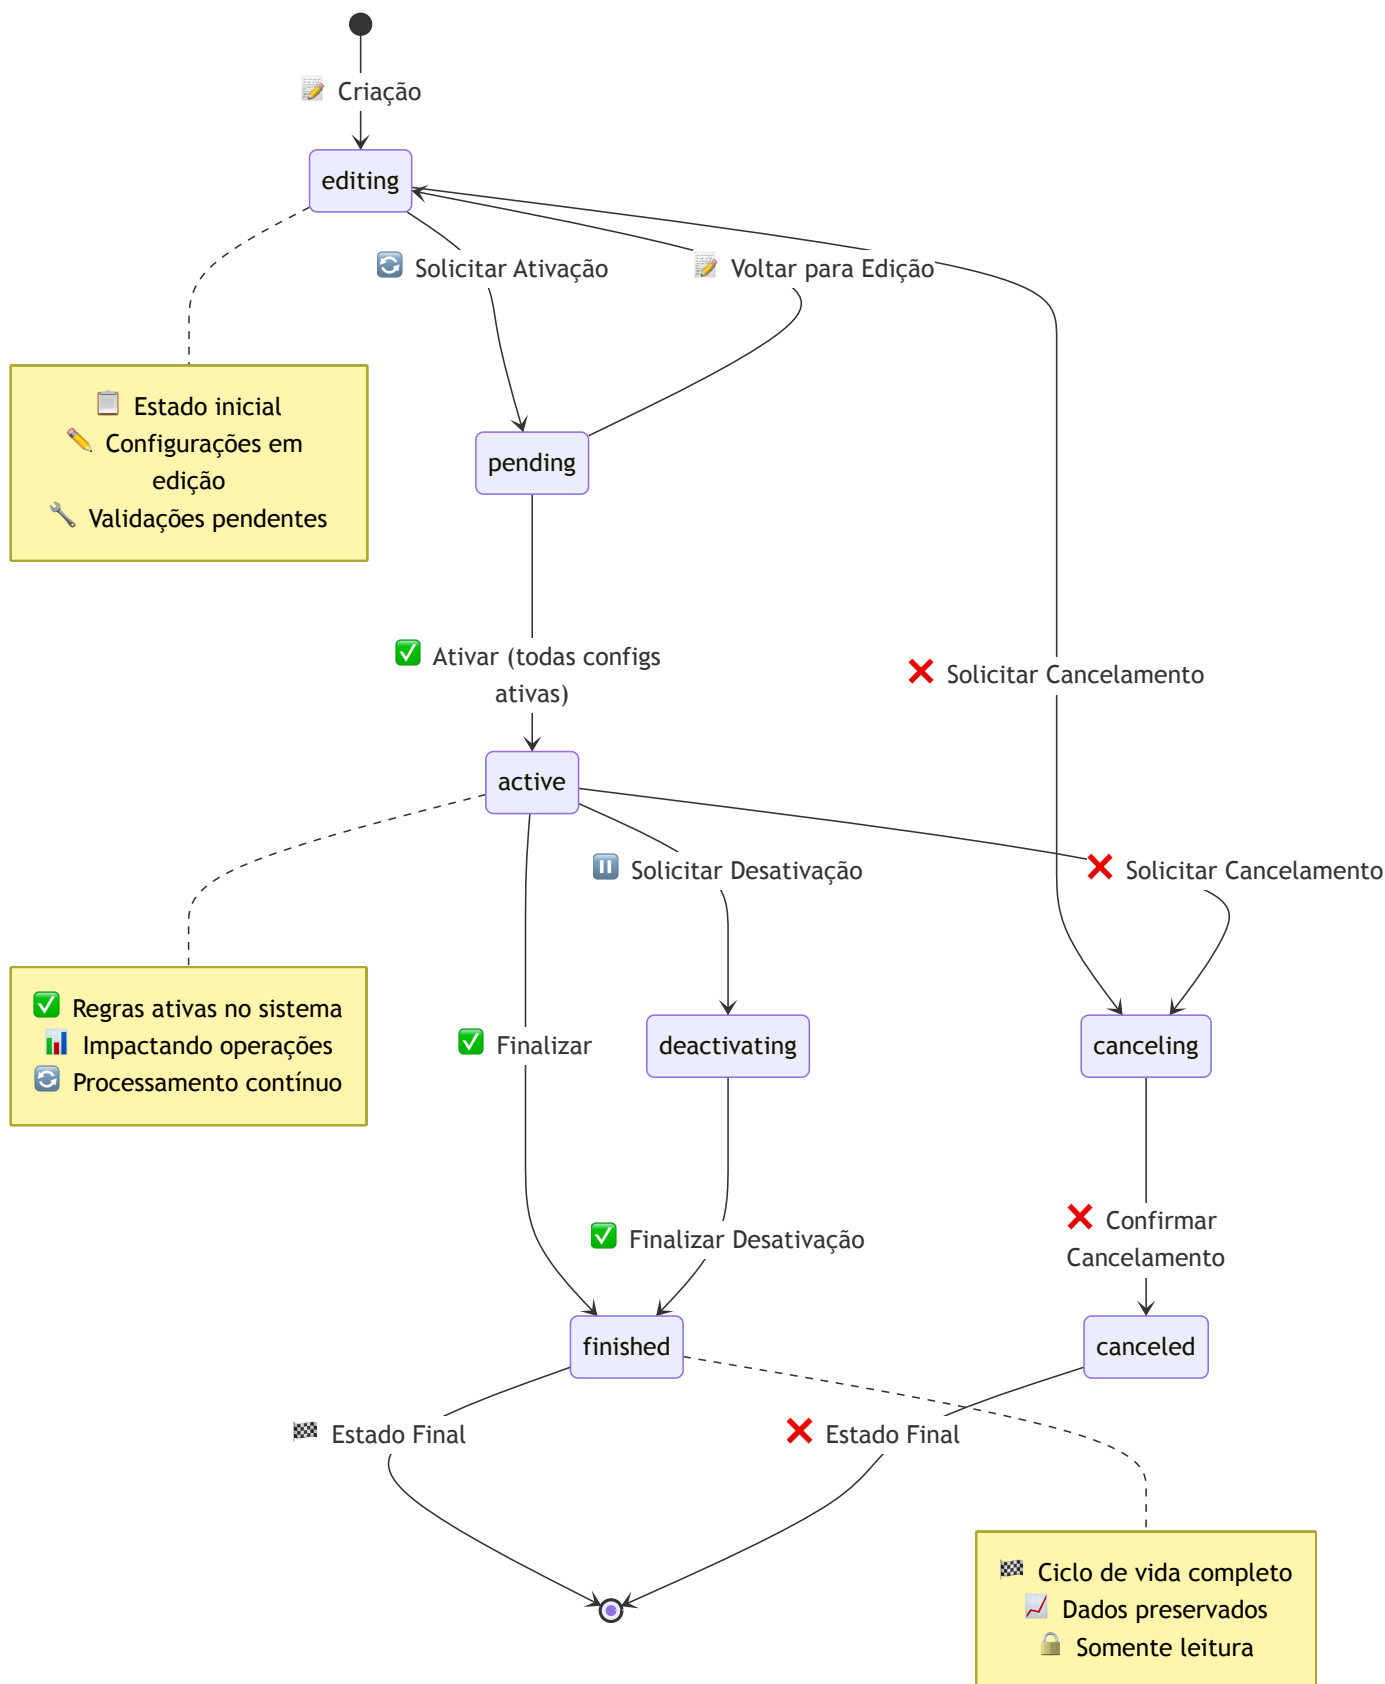 📝 Criação
editing
🔄 Solicitar Ativação
📝 Voltar para Edição
📋 Estado inicial
✏️ Configurações em
edição
🔧 Validações pendentes
pending
✅ Ativar (todas configs
ativas)
❌ Solicitar Cancelamento
active
⏸️ Solicitar Desativação
❌ Solicitar Cancelamento
✅ Regras ativas no sistema
📊 Impactando operações
🔄 Processamento contínuo
✅ Finalizar
deactivating
canceling
✅ Finalizar Desativação
❌ Confirmar
Cancelamento
finished
canceled
🏁 Estado Final
❌ Estado Final
🏁 Ciclo de vida completo
📈 Dados preservados
🔒 Somente leitura